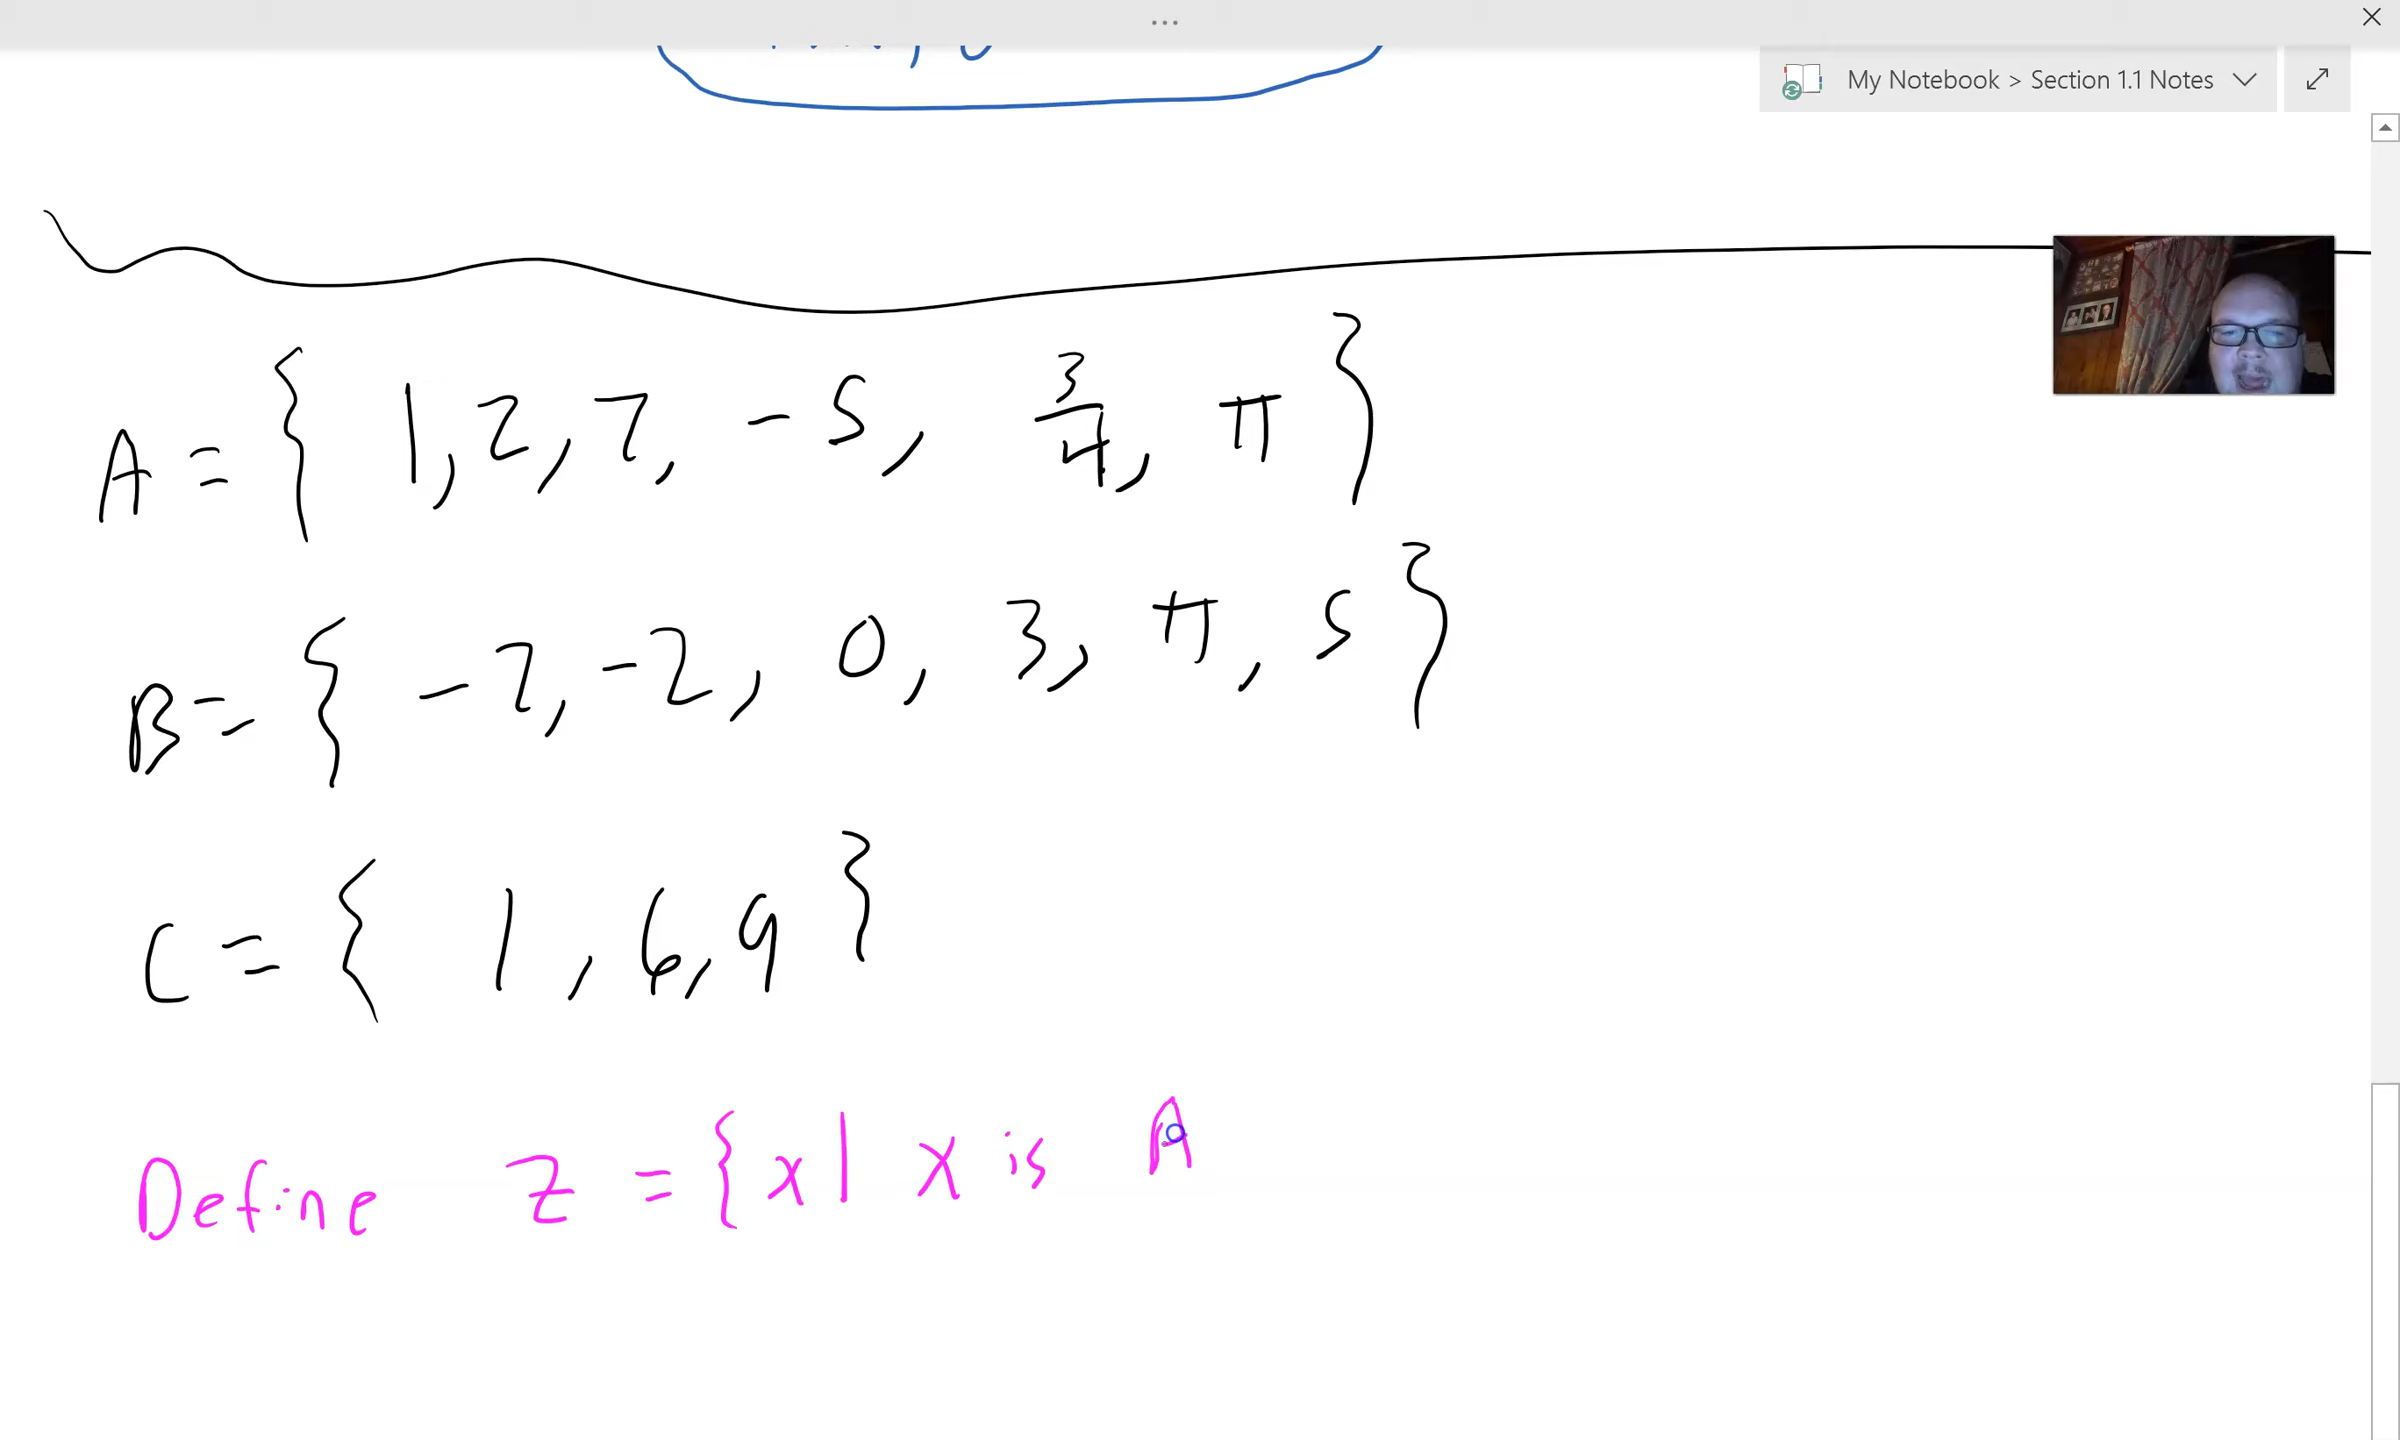 ...
My Notebook > Section 1.1 Notes
A = { 1, 2, 7, -5, 3/4, π }
B = { -7, -2, 0, 3, π, 5 }
C = { 1, 6, 9 }
Define Z = { x | x is A